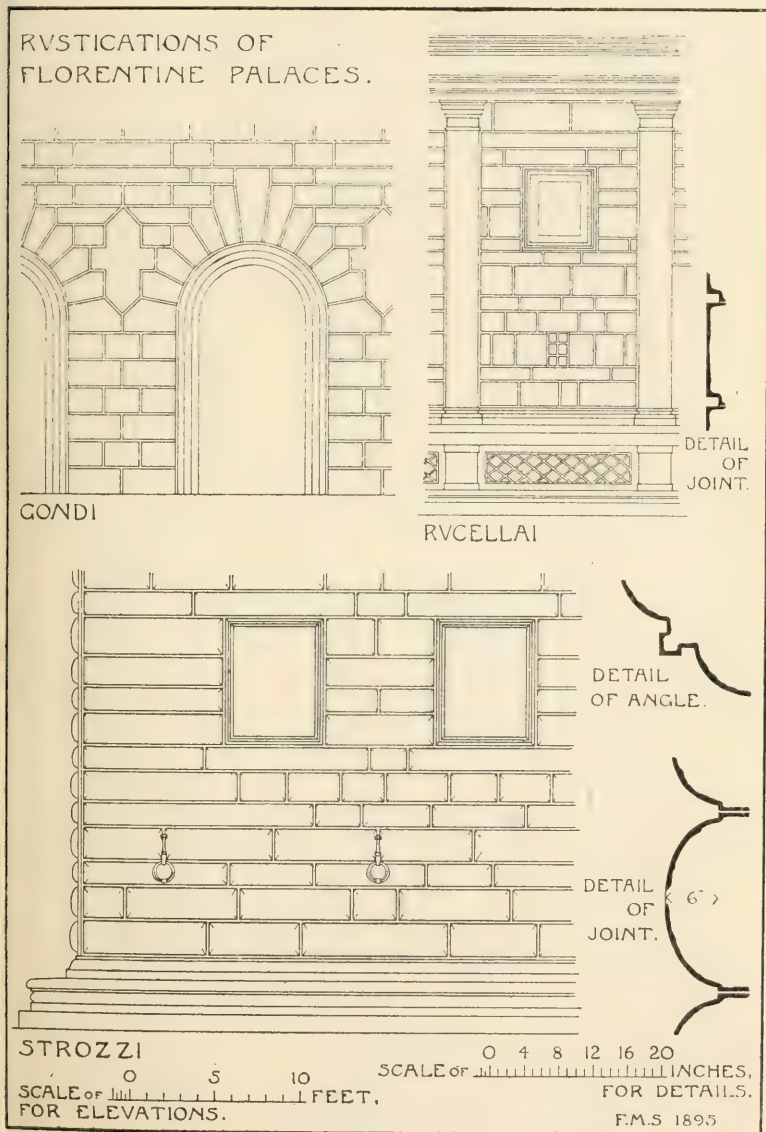 RVSTICATIONS OF
FLORENTINE PALACES.
GONDI
RVCELLAI
DETAIL
OF
JOINT.
DETAIL
OF ANGLE.
DETAIL
OF
JOINT.
6"
STROZZI
0 5 10
SCALE OF FEET,
FOR ELEVATIONS.
0 4 8 12 16 20
SCALE OF INCHES,
FOR DETAILS.
F.M.S 1895